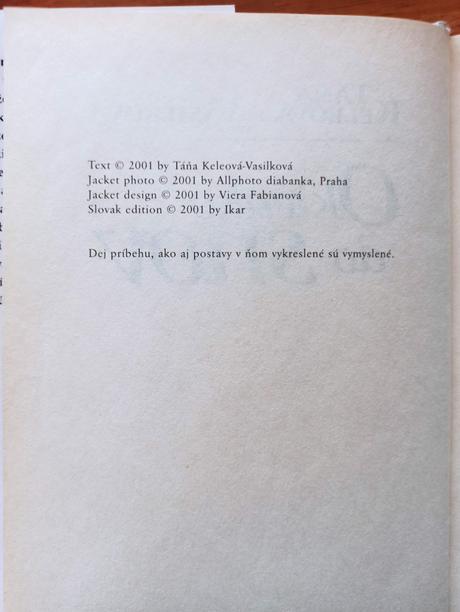 Text © 2001 by Táňa Keleová-Vasilková
Jacket photo © 2001 by Allphoto diabanka, Praha
Jacket design © 2001 by Viera Fabianová
Slovak edition © 2001 by Ikar
Dej príbehu, ako aj postavy v ňom vykreslené sú vymyslené.